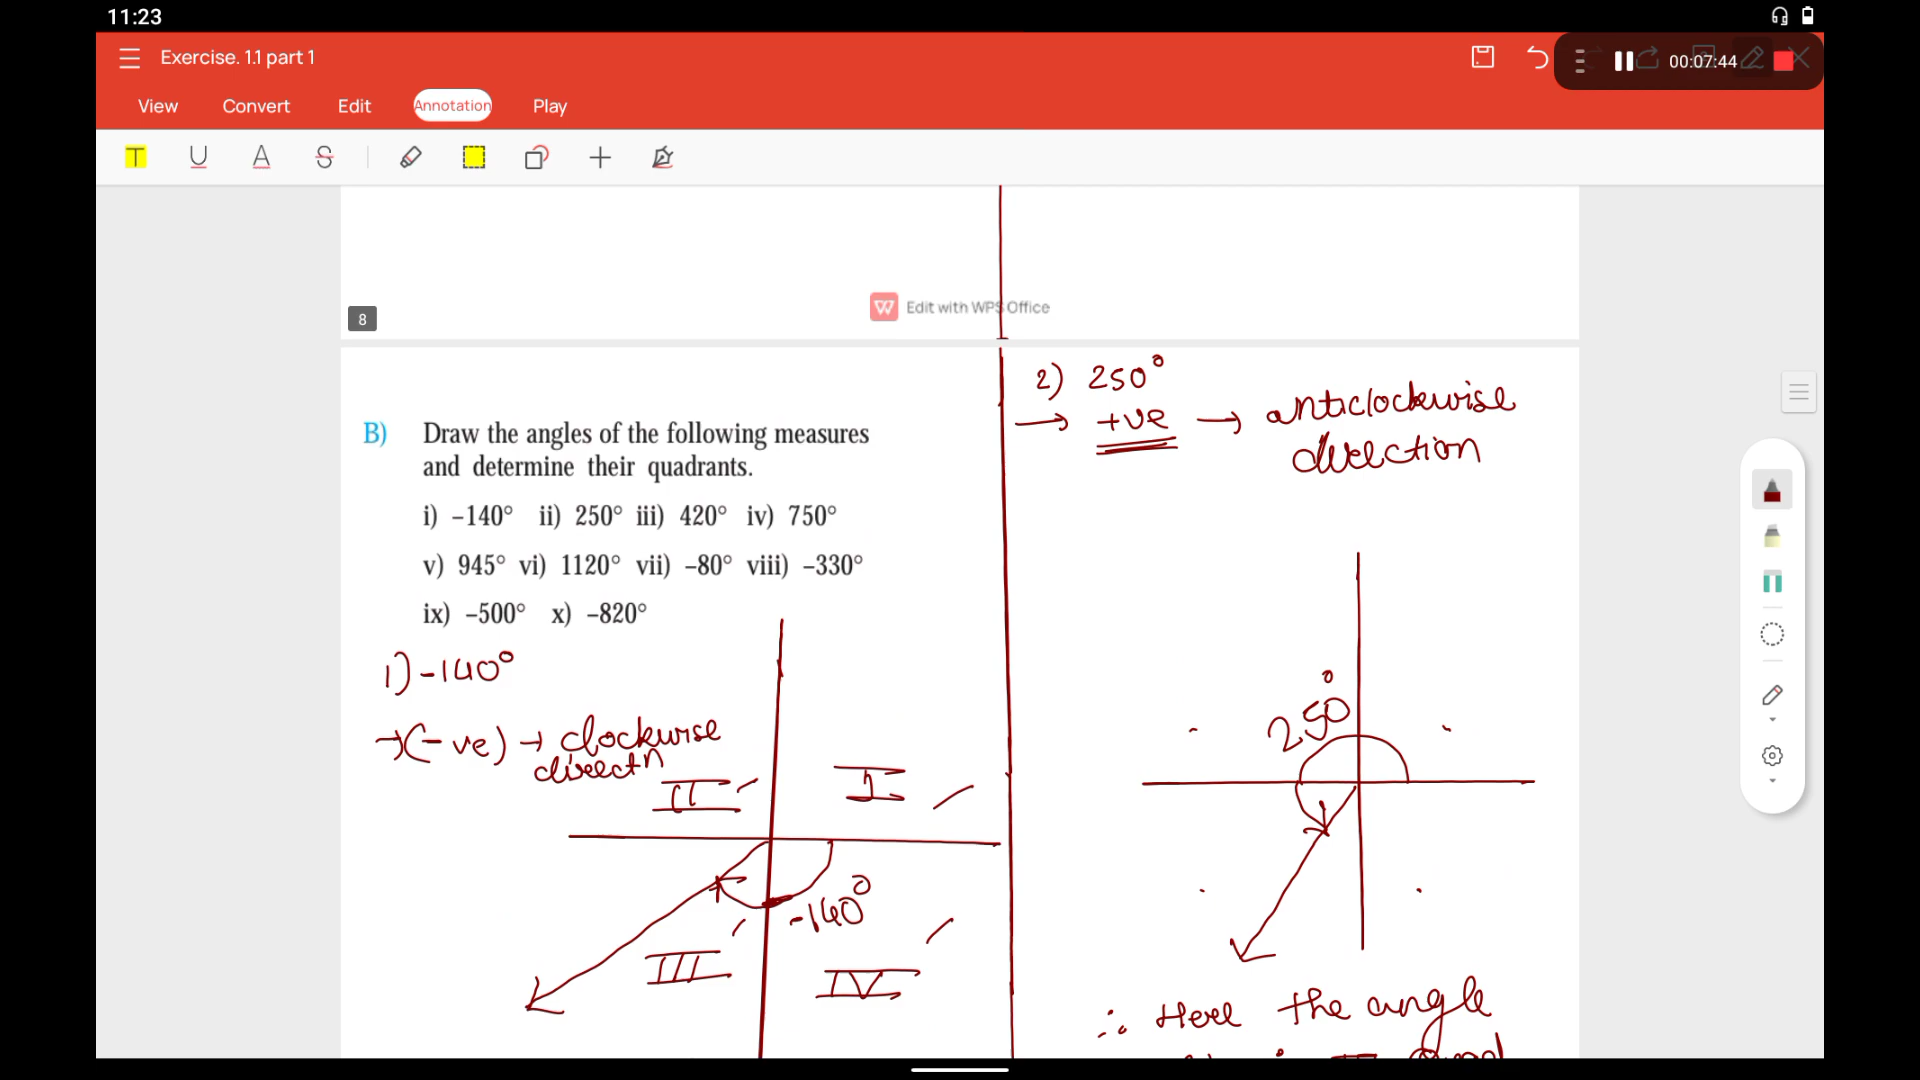 11:23
Exercise. 1.1 part 1
00:07:44
View Convert Edit Annotation Play
T U A S
Edit with WPS Office
8
B) Draw the angles of the following measures
and determine their quadrants.
i) –140° ii) 250° iii) 420° iv) 750°
v) 945° vi) 1120° vii) –80° viii) –330°
ix) –500° x) –820°
1) -140°
→(-ve) → clockwise
directn
II I
-140°
III IV
2) 250°
→ +ve → anticlockwise
direction
250°
∴ Here the angle